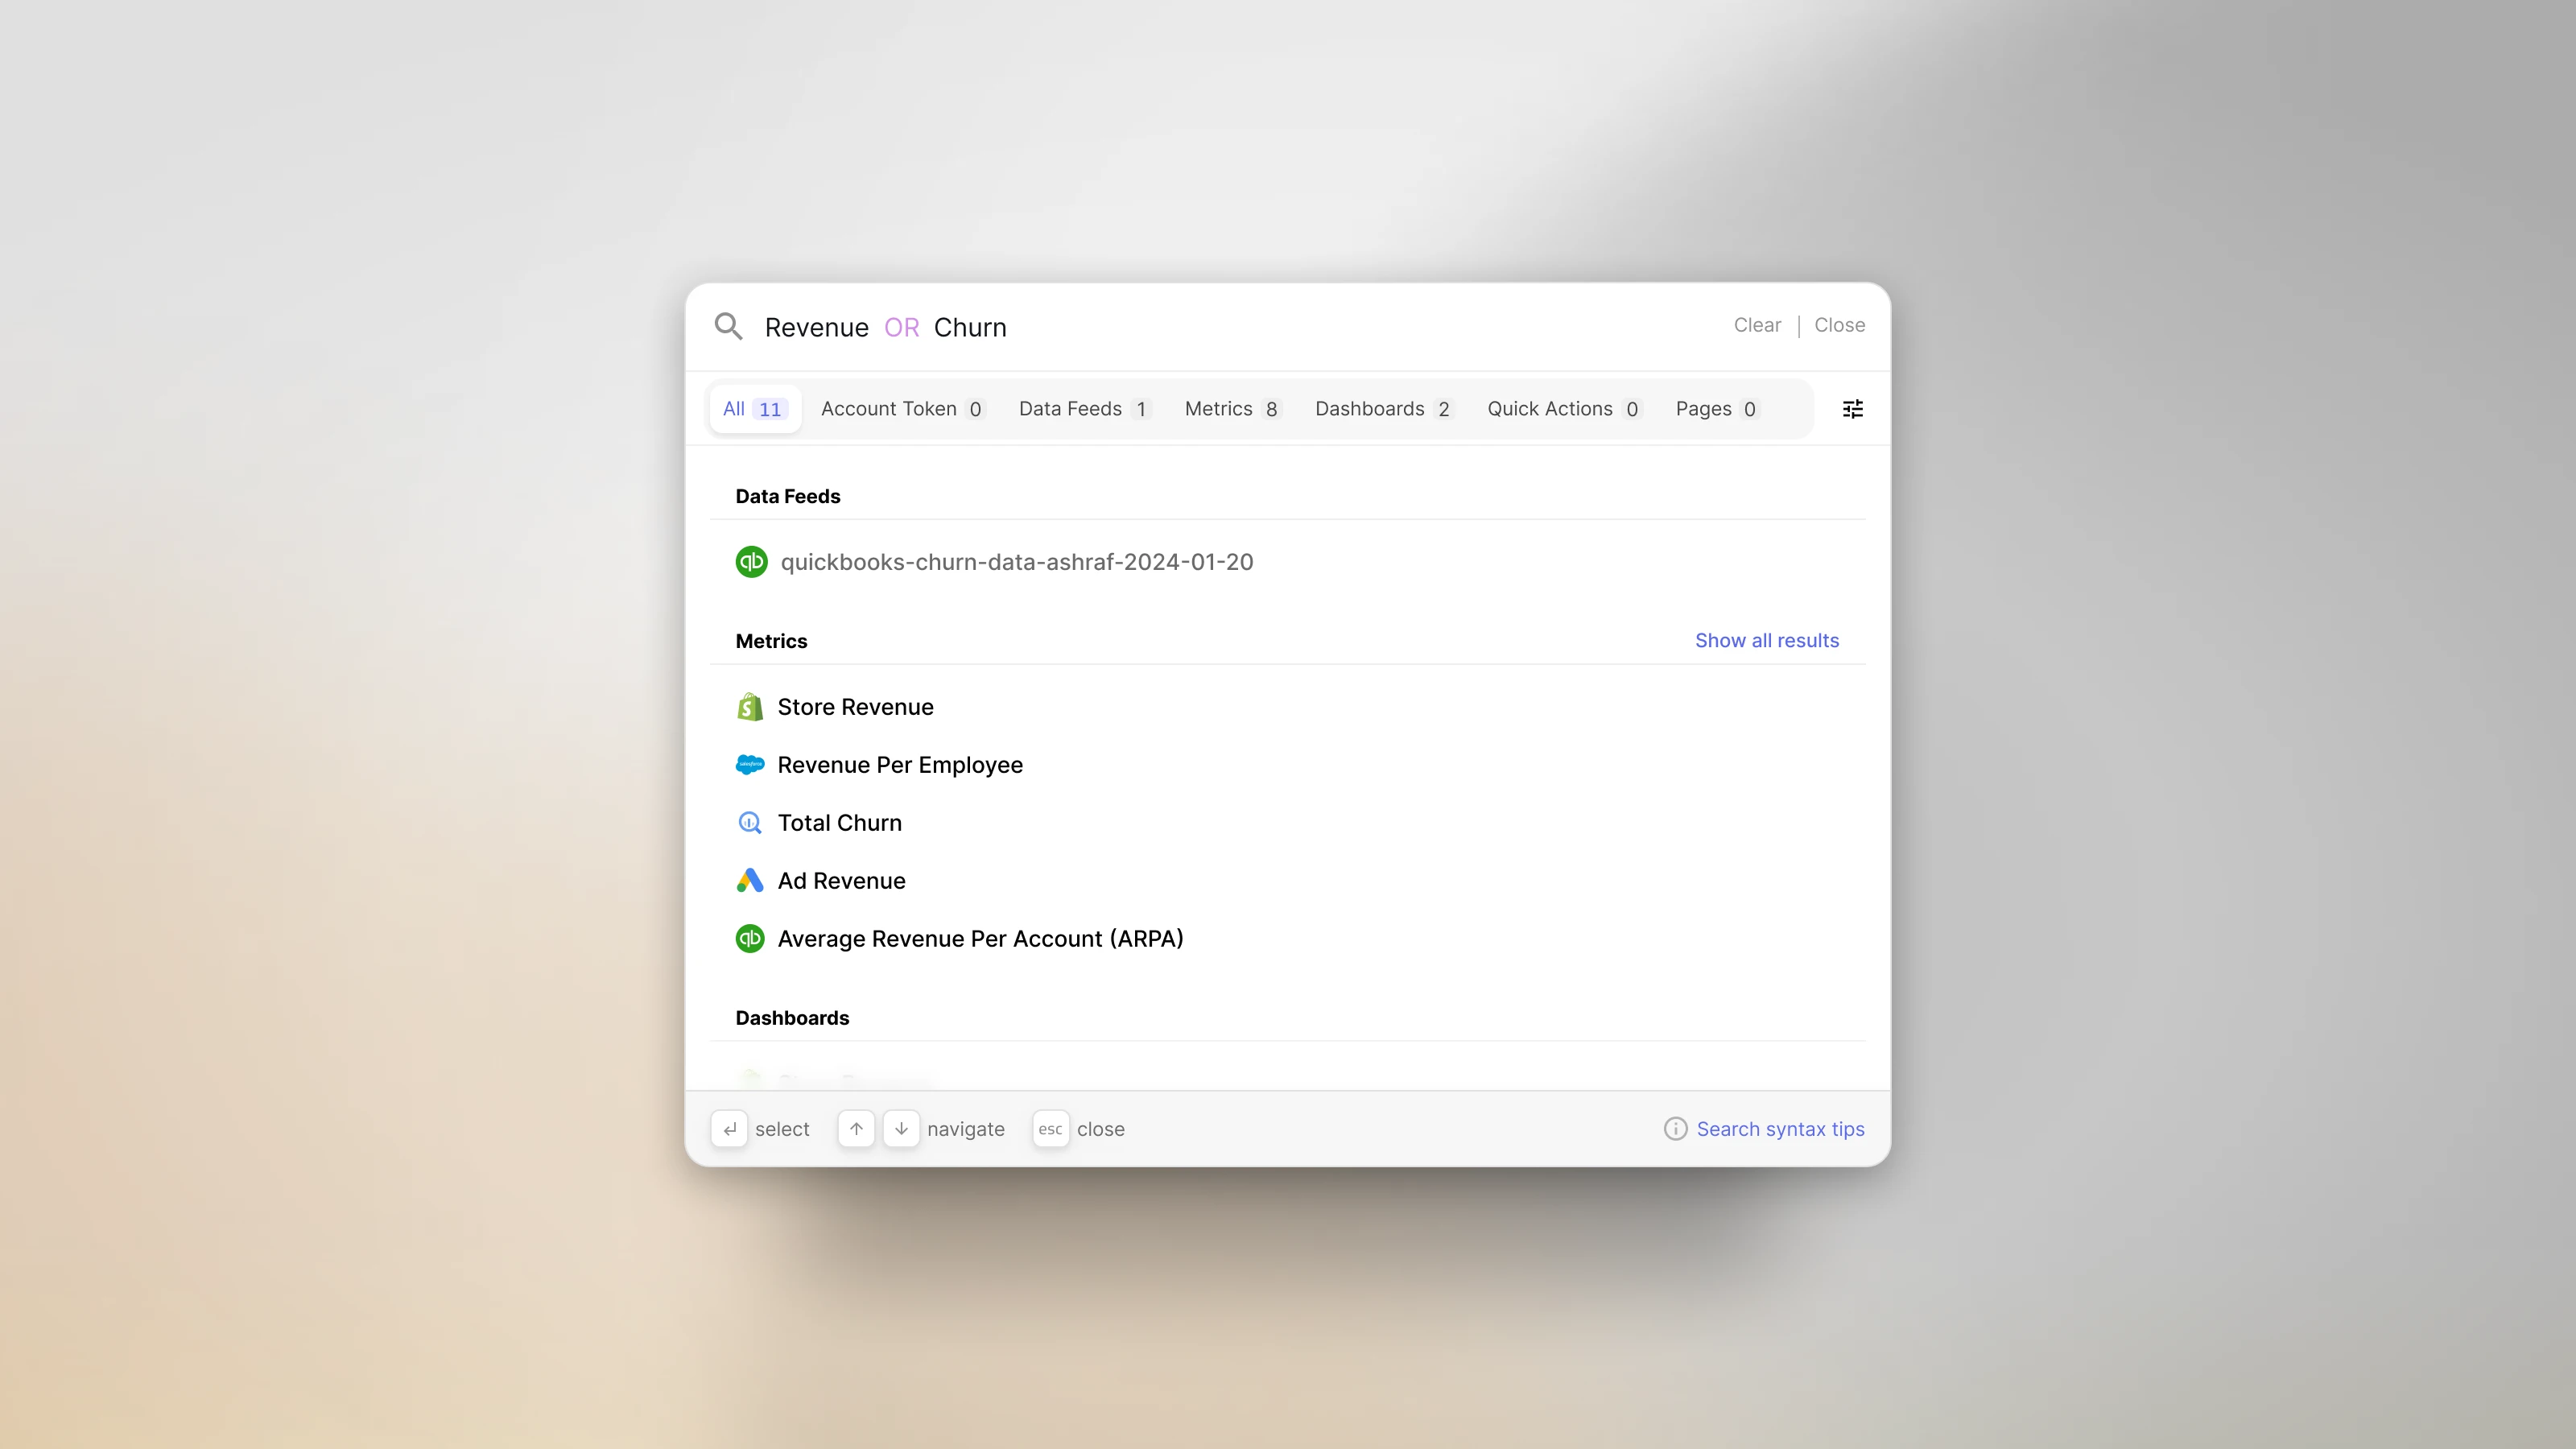 Revenue OR Churn
Clear | Close
All 11 Account Token 0 Data Feeds 1 Metrics 8 Dashboards 2 Quick Actions 0 Pages 0
Data Feeds
quickbooks-churn-data-ashraf-2024-01-20
Metrics Show all results
Store Revenue
Revenue Per Employee
Total Churn
Ad Revenue
Average Revenue Per Account (ARPA)
Dashboards
select navigate esc close
Search syntax tips